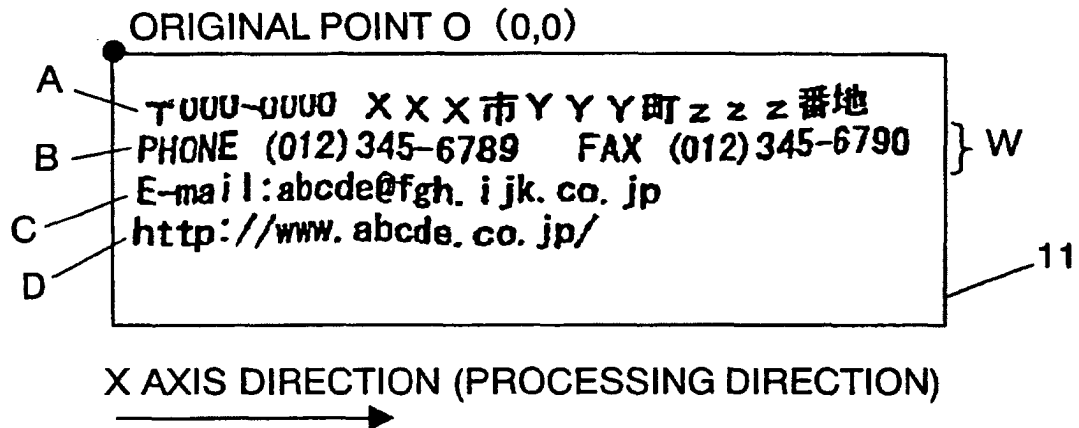 ORIGINAL POINT O (0,0)
A
〒000-0000 XXX市YYY町zzz番地
B PHONE (012)345-6789 FAX (012)345-6790 W
C E-mail:abcde@fgh.ijk.co.jp
D http://www.abcde.co.jp/
11
X AXIS DIRECTION (PROCESSING DIRECTION)